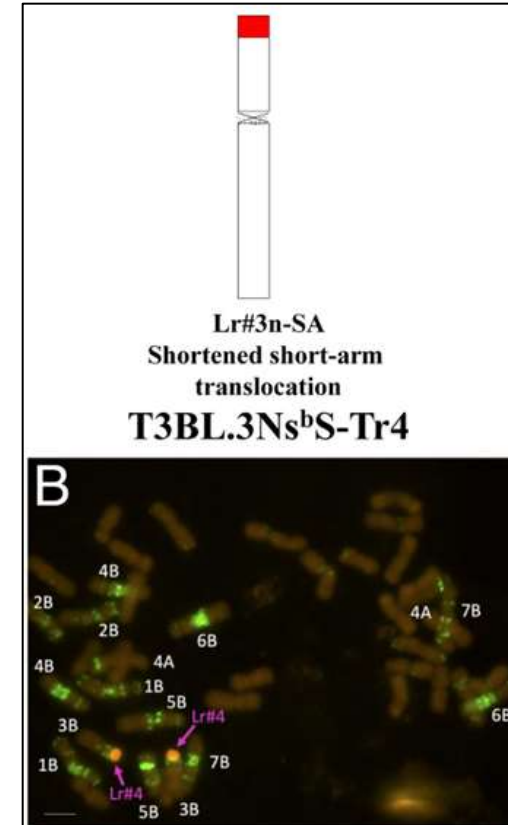 Lr#3n-SA
Shortened short-arm
translocation
T3BL.3NsᵇS-Tr4
B
4B
2B
2B
6B
4A
7B
4B
4A
1B
6B
5B
Lr#4
3B
1B
7B
Lr#4
5B
3B